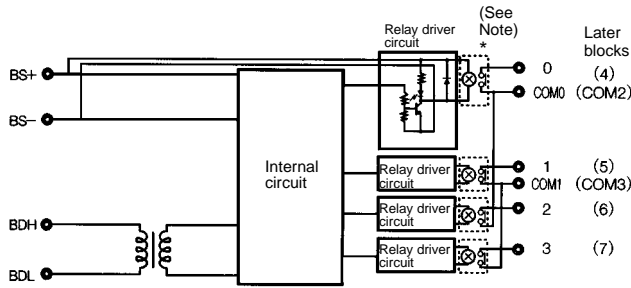 (See
Note)
*
Relay driver
circuit
Later
blocks
BS+
BS−
BDH
BDL
Internal
circuit
0 (4)
COM0 (COM2)
Relay driver
circuit
1 (5)
COM1 (COM3)
Relay driver
circuit
2 (6)
Relay driver
circuit
3 (7)